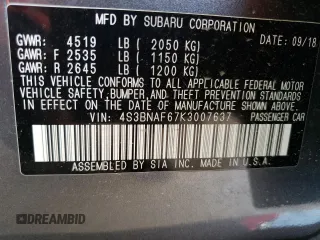 MFD BY SUBARU CORPORATION
GVWR: 4519 LB ( 2050 KG) DATE: 09/18
GAWR: F 2535 LB ( 1150 KG)
GAWR: R 2645 LB ( 1200 KG)
THIS VEHICLE CONFORMS TO ALL APPLICABLE FEDERAL MOTOR
VEHICLE SAFETY, BUMPER, AND THEFT PREVENTION STANDARDS
IN EFFECT ON THE DATE OF MANUFACTURE SHOWN ABOVE.
VIN: 4S3BNAF67K3007637 PASSENGER CAR
ASSEMBLED BY SIA INC. MADE IN U.S.A.
DREAMBID